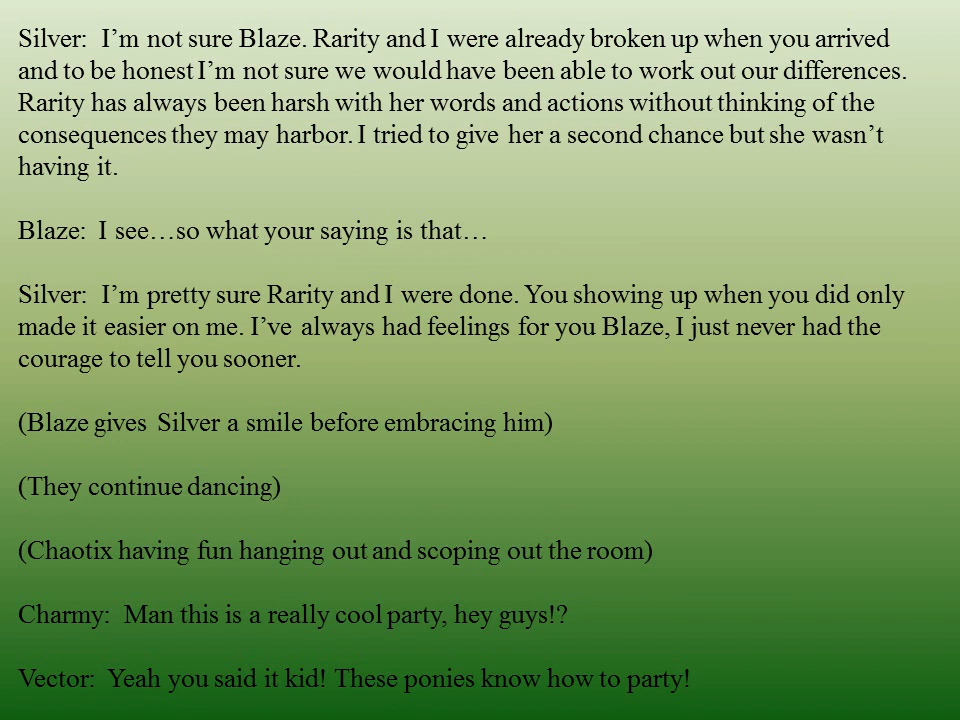 Silver:  I’m not sure Blaze. Rarity and I were already broken up when you arrived
and to be honest I’m not sure we would have been able to work out our differences.
Rarity has always been harsh with her words and actions without thinking of the
consequences they may harbor. I tried to give her a second chance but she wasn’t
having it.
Blaze:  I see…so what your saying is that…
Silver:  I’m pretty sure Rarity and I were done. You showing up when you did only
made it easier on me. I’ve always had feelings for you Blaze, I just never had the
courage to tell you sooner.
(Blaze gives Silver a smile before embracing him)
(They continue dancing)
(Chaotix having fun hanging out and scoping out the room)
Charmy:  Man this is a really cool party, hey guys!?
Vector:  Yeah you said it kid! These ponies know how to party!